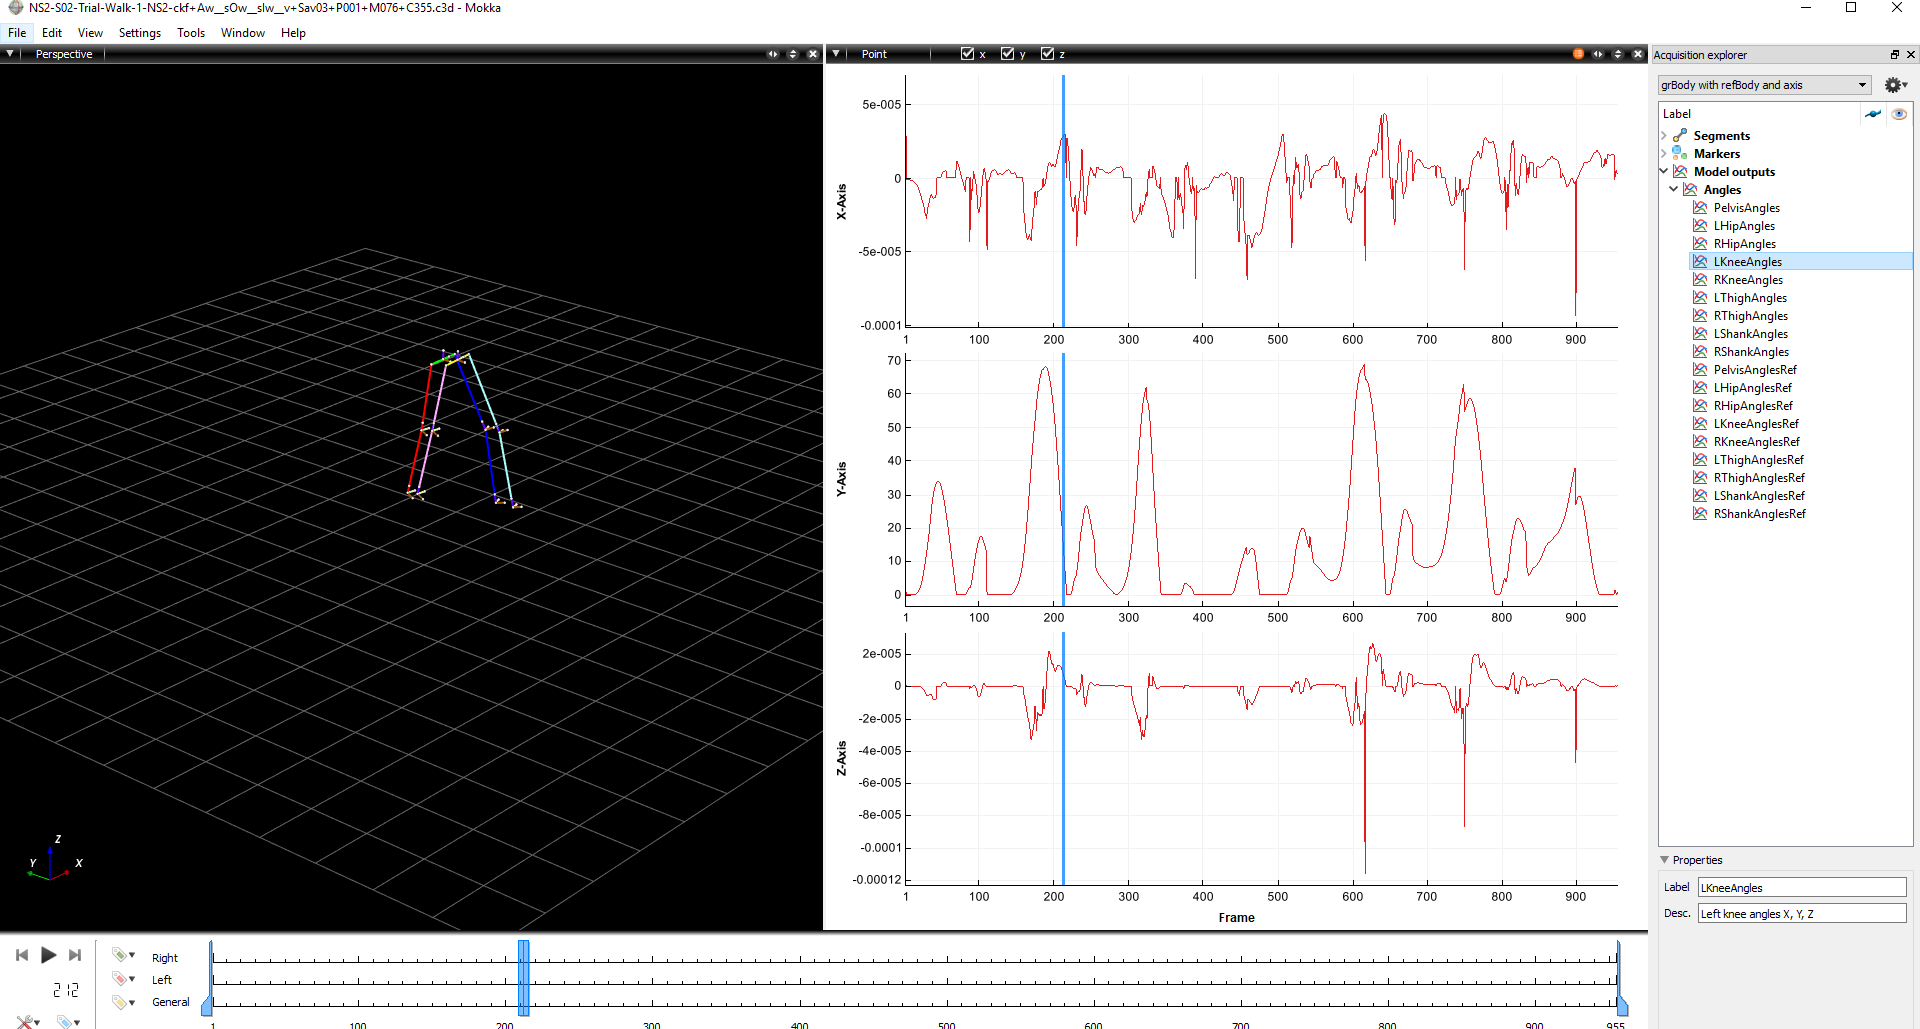 NS2-S02-Trial-Walk-1-NS2-ckf+Aw__sOw__slw__v+Sav03+P001+M076+C355.c3d - Mokka
File Edit View Settings Tools Window Help
Perspective
Z
Y
X
Point x y z
5e-005
0
-5e-005
-0.0001
X-Axis
1 100 200 300 400 500 600 700 800 900
70
60
50
40
30
20
10
0
Y-Axis
1 100 200 300 400 500 600 700 800 900
2e-005
0
-2e-005
-4e-005
-6e-005
-8e-005
-0.0001
-0.00012
Z-Axis
1 100 200 300 400 500 600 700 800 900
Frame
Acquisition explorer
grBody with refBody and axis
Label
Segments
Markers
Model outputs
Angles
PelvisAngles
LHipAngles
RHipAngles
LKneeAngles
RKneeAngles
LThighAngles
RThighAngles
LShankAngles
RShankAngles
PelvisAnglesRef
LHipAnglesRef
RHipAnglesRef
LKneeAnglesRef
RKneeAnglesRef
LThighAnglesRef
RThighAnglesRef
LShankAnglesRef
RShankAnglesRef
Properties
Label LKneeAngles
Desc. Left knee angles X, Y, Z
212
Right
Left
General
1 100 200 300 400 500 600 700 800 900 955